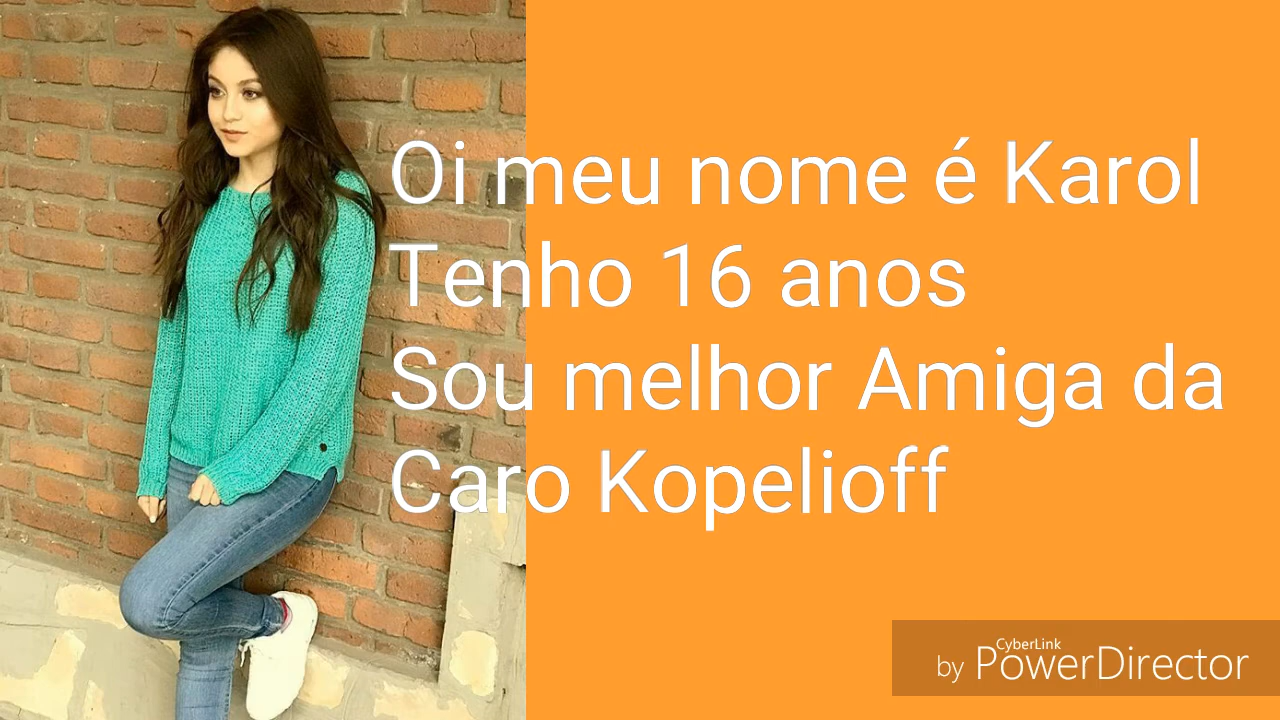 Oi meu nome é Karol
Tenho 16 anos
Sou melhor Amiga da
Caro Kopelioff
CyberLink
by PowerDirector